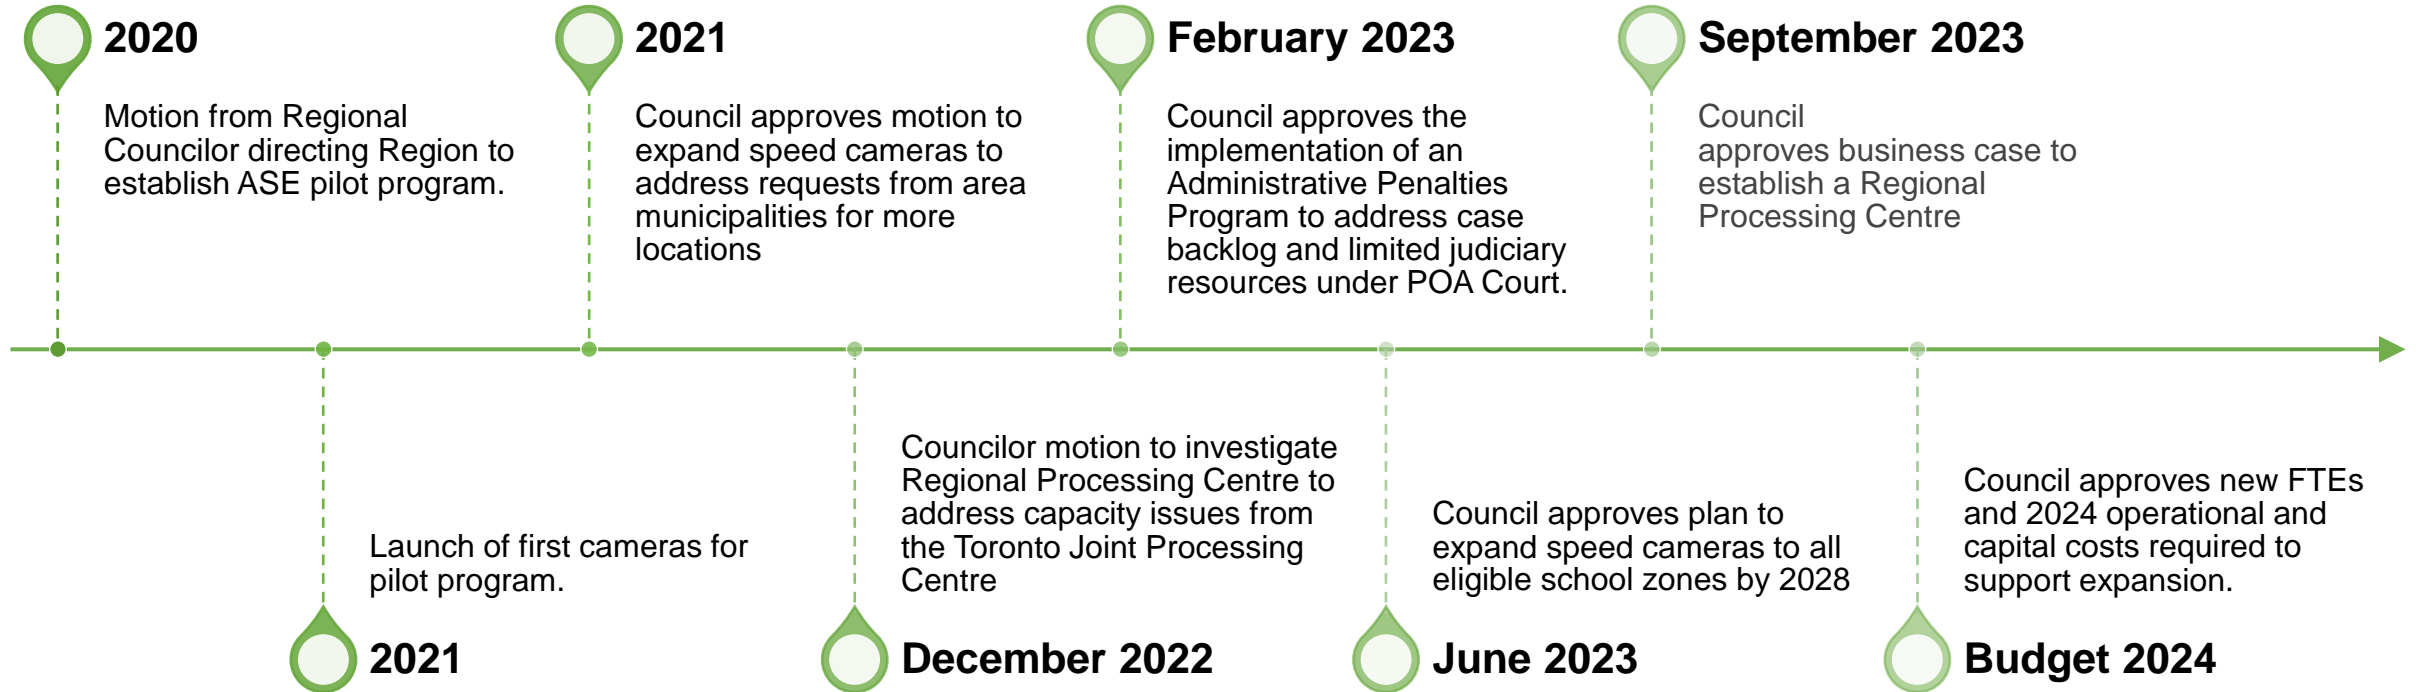 2020
Motion from Regional
Councilor directing Region to
establish ASE pilot program.
2021
Launch of first cameras for
pilot program.
2021
Council approves motion to
expand speed cameras to
address requests from area
municipalities for more
locations
December 2022
Councilor motion to investigate
Regional Processing Centre to
address capacity issues from
the Toronto Joint Processing
Centre
February 2023
Council approves the
implementation of an
Administrative Penalties
Program to address case
backlog and limited judiciary
resources under POA Court.
June 2023
Council approves plan to
expand speed cameras to all
eligible school zones by 2028
September 2023
Council
approves business case to
establish a Regional
Processing Centre
Budget 2024
Council approves new FTEs
and 2024 operational and
capital costs required to
support expansion.